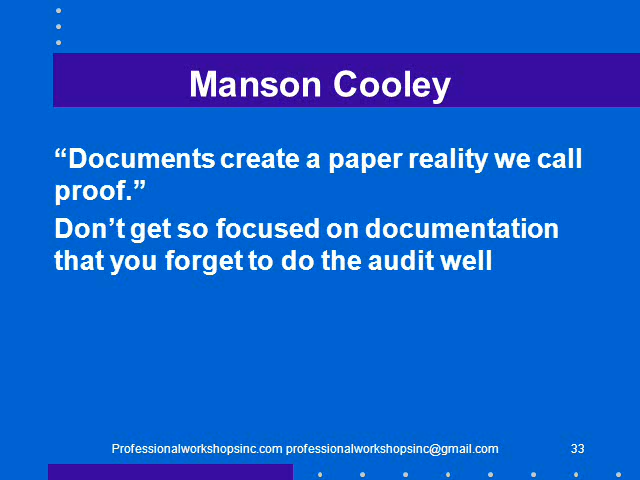 Manson Cooley
“Documents create a paper reality we call
proof.”
Don’t get so focused on documentation
that you forget to do the audit well
Professionalworkshopsinc.com professionalworkshopsinc@gmail.com 33